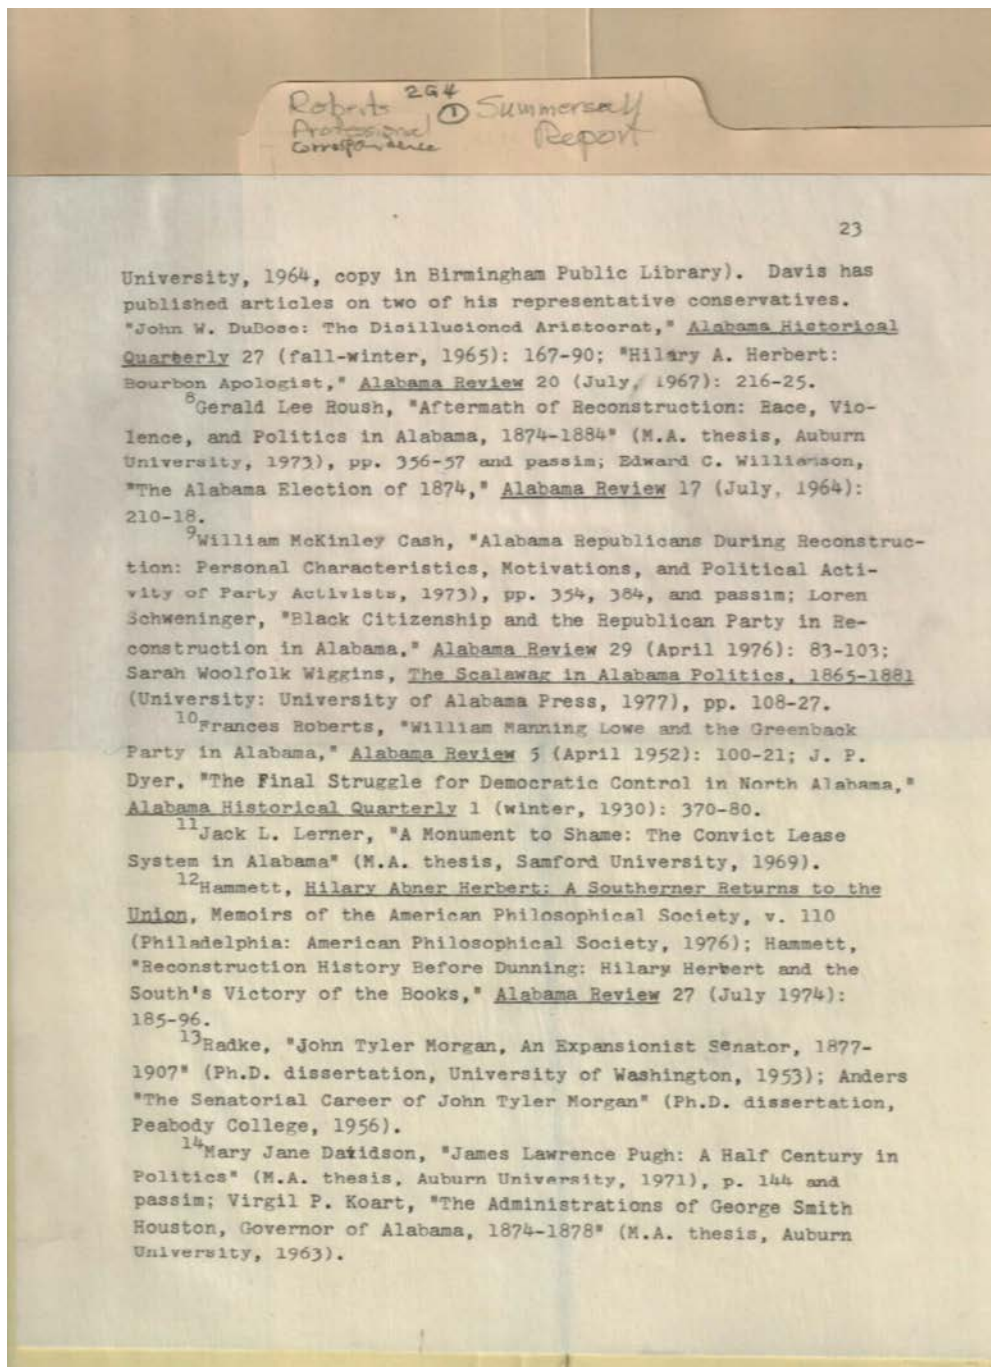 Roberts 2G4 ① Summersell
Professional Report
Correspondence
23
University, 1964, copy in Birmingham Public Library). Davis has
published articles on two of his representative conservatives.
"John W. DuBose: The Disillusioned Aristocrat," Alabama Historical
Quarterly 27 (fall-winter, 1965): 167-90; "Hilary A. Herbert:
Bourbon Apologist," Alabama Review 20 (July, 1967): 216-25.
8Gerald Lee Roush, "Aftermath of Reconstruction: Race, Vio-
lence, and Politics in Alabama, 1874-1884" (M.A. thesis, Auburn
University, 1973), pp. 356-57 and passim; Edward C. Williamson,
"The Alabama Election of 1874," Alabama Review 17 (July, 1964):
210-18.
9William McKinley Cash, "Alabama Republicans During Reconstruc-
tion: Personal Characteristics, Motivations, and Political Acti-
vity of Party Activists, 1973), pp. 354, 384, and passim; Loren
Schweninger, "Black Citizenship and the Republican Party in Re-
construction in Alabama," Alabama Review 29 (April 1976): 83-103;
Sarah Woolfolk Wiggins, The Scalawag in Alabama Politics, 1865-1881
(University: University of Alabama Press, 1977), pp. 108-27.
10Frances Roberts, "William Manning Lowe and the Greenback
Party in Alabama," Alabama Review 5 (April 1952): 100-21; J. P.
Dyer, "The Final Struggle for Democratic Control in North Alabama,"
Alabama Historical Quarterly 1 (winter, 1930): 370-80.
11Jack L. Lerner, "A Monument to Shame: The Convict Lease
System in Alabama" (M.A. thesis, Samford University, 1969).
12Hammett, Hilary Abner Herbert: A Southerner Returns to the
Union, Memoirs of the American Philosophical Society, v. 110
(Philadelphia: American Philosophical Society, 1976); Hammett,
"Reconstruction History Before Dunning: Hilary Herbert and the
South's Victory of the Books," Alabama Review 27 (July 1974):
185-96.
13Radke, "John Tyler Morgan, An Expansionist Senator, 1877-
1907" (Ph.D. dissertation, University of Washington, 1953); Anders
"The Senatorial Career of John Tyler Morgan" (Ph.D. dissertation,
Peabody College, 1956).
14Mary Jane Davidson, "James Lawrence Pugh: A Half Century in
Politics" (M.A. thesis, Auburn University, 1971), p. 144 and
passim; Virgil P. Koart, "The Administrations of George Smith
Houston, Governor of Alabama, 1874-1878" (M.A. thesis, Auburn
University, 1963).